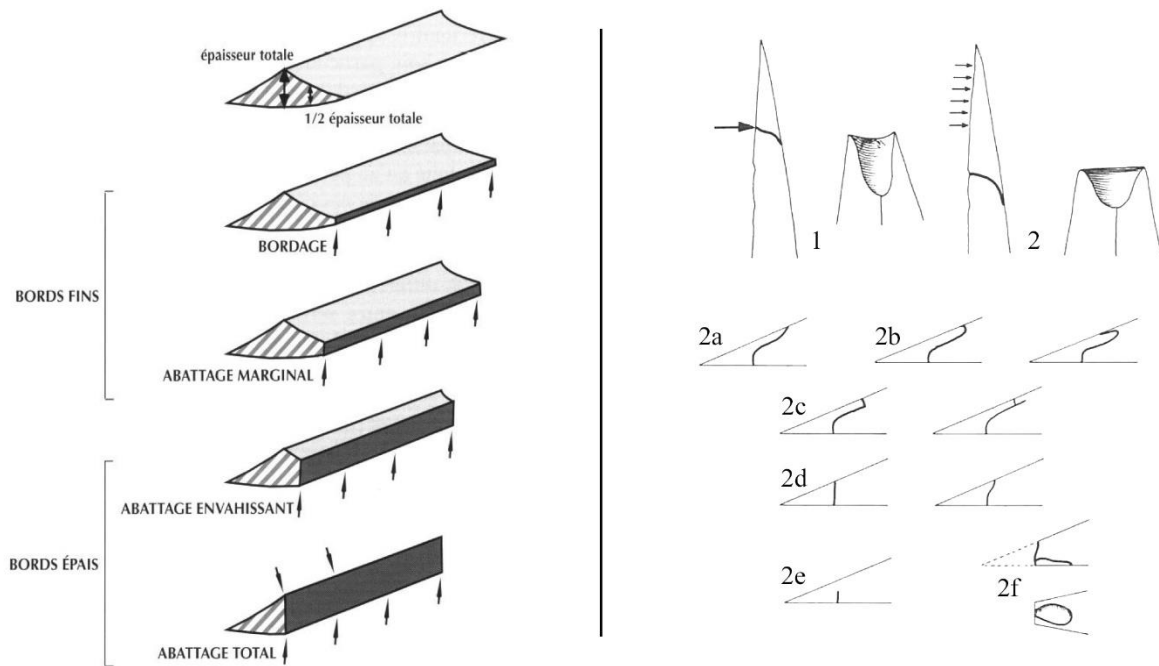 épaisseur totale
1/2 épaisseur totale
BORDS FINS
BORDAGE
ABATTAGE MARGINAL
BORDS ÉPAIS
ABATTAGE ENVAHISSANT
ABATTAGE TOTAL
1
2
2a
2b
2c
2d
2e
2f